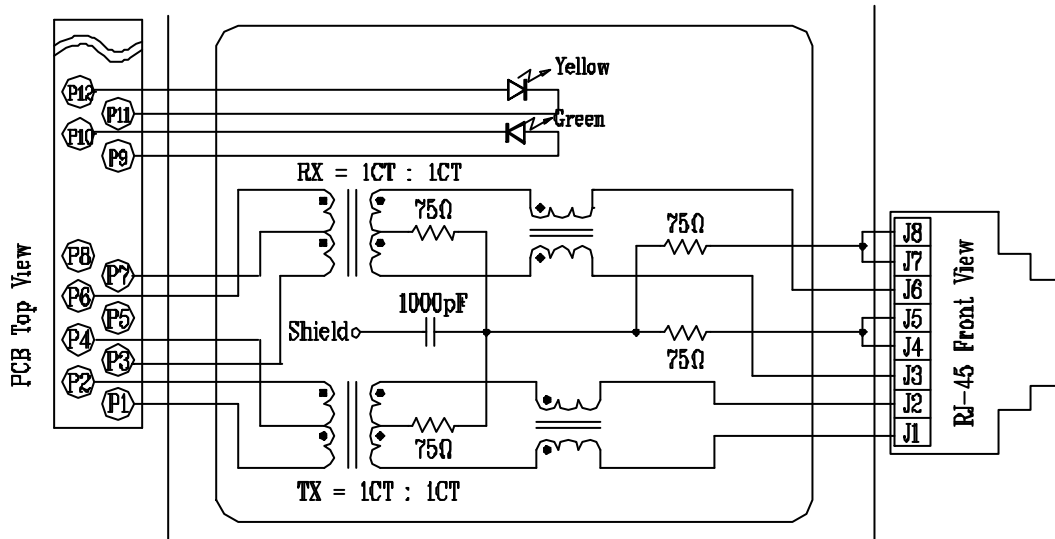 Yellow
P12
P11
Green
P10
P9
RX = 1CT : 1CT
75Ω
75Ω
J8
P8
J7
P7
J6
P6
1000pF
P5
Shield
J5
P4
J4
P3
75Ω
J3
P2
J2
P1
75Ω
J1
TX = 1CT : 1CT
PCB Top View
RJ-45 Front View